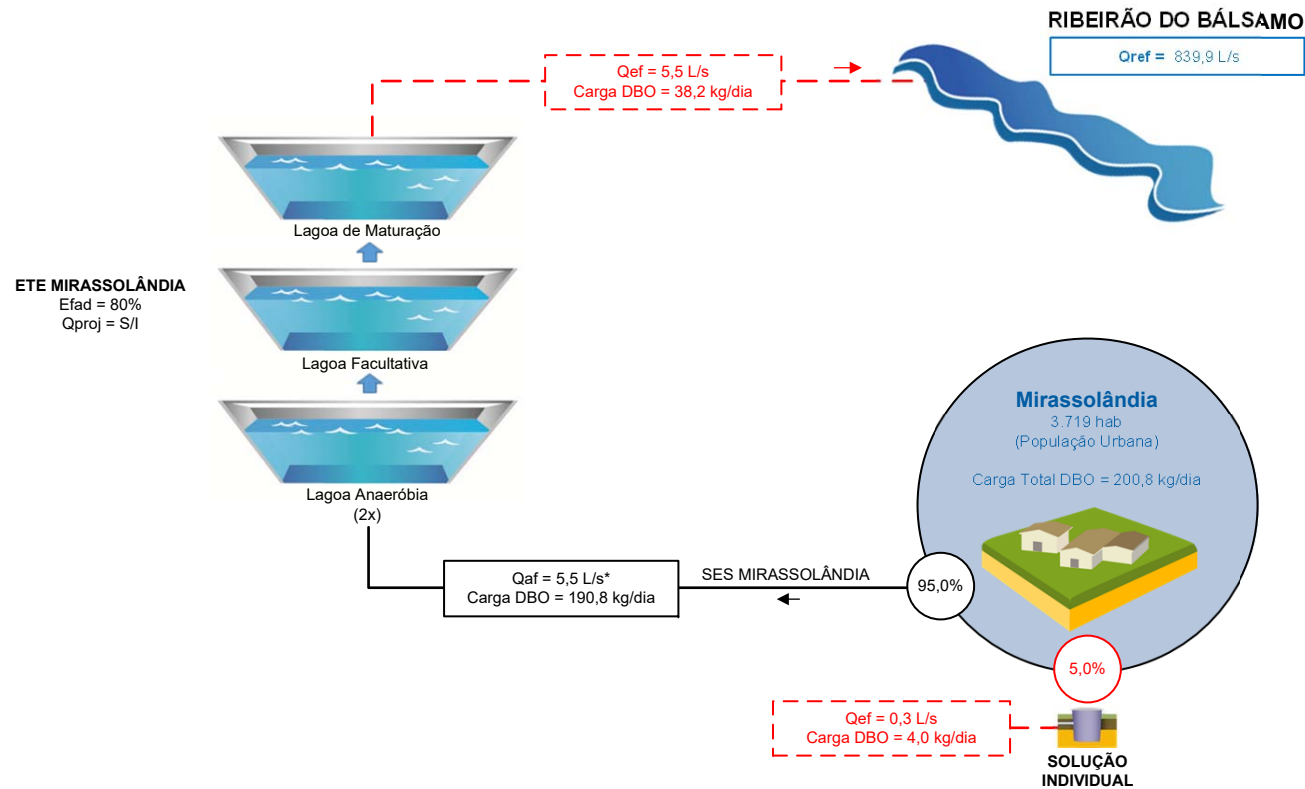 RIBEIRÃO DO BÁLSAMO
Qref = 839,9 L/s
Qef = 5,5 L/s
Carga DBO = 38,2 kg/dia
Lagoa de Maturação
ETE MIRASSOLÂNDIA
Efad = 80%
Qproj = S/I
Lagoa Facultativa
Lagoa Anaeróbia
(2x)
Mirassolândia
3.719 hab
(População Urbana)
Carga Total DBO = 200,8 kg/dia
Qaf = 5,5 L/s*
Carga DBO = 190,8 kg/dia
SES MIRASSOLÂNDIA
95,0%
5,0%
Qef = 0,3 L/s
Carga DBO = 4,0 kg/dia
SOLUÇÃO
INDIVIDUAL